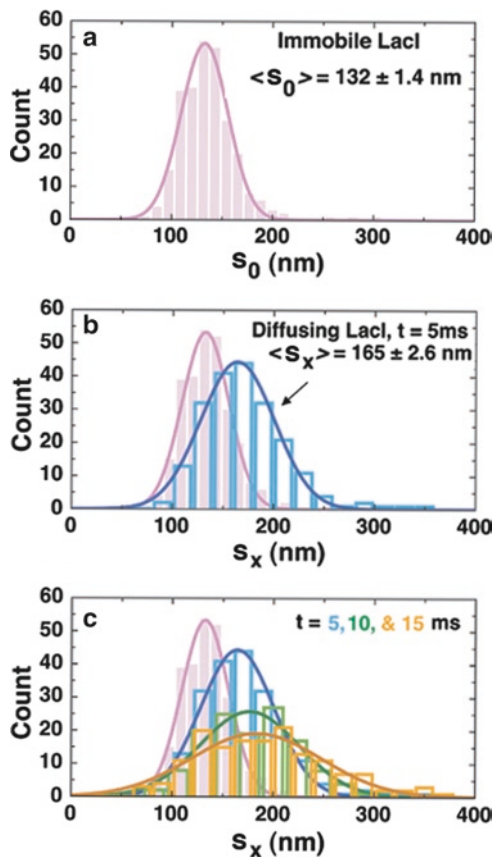 60
a
Immobile LacI
50
<S₀> = 132 ± 1.4 nm
40
Count
30
20
10
0
0 100 200 300 400
S₀ (nm)
60
b
Diffusing LacI, t = 5ms
50
<Sₓ> = 165 ± 2.6 nm
40
Count
30
20
10
0
0 100 200 300 400
Sₓ (nm)
60
c
t = 5, 10, & 15 ms
50
40
Count
30
20
10
0
0 100 200 300 400
Sₓ (nm)